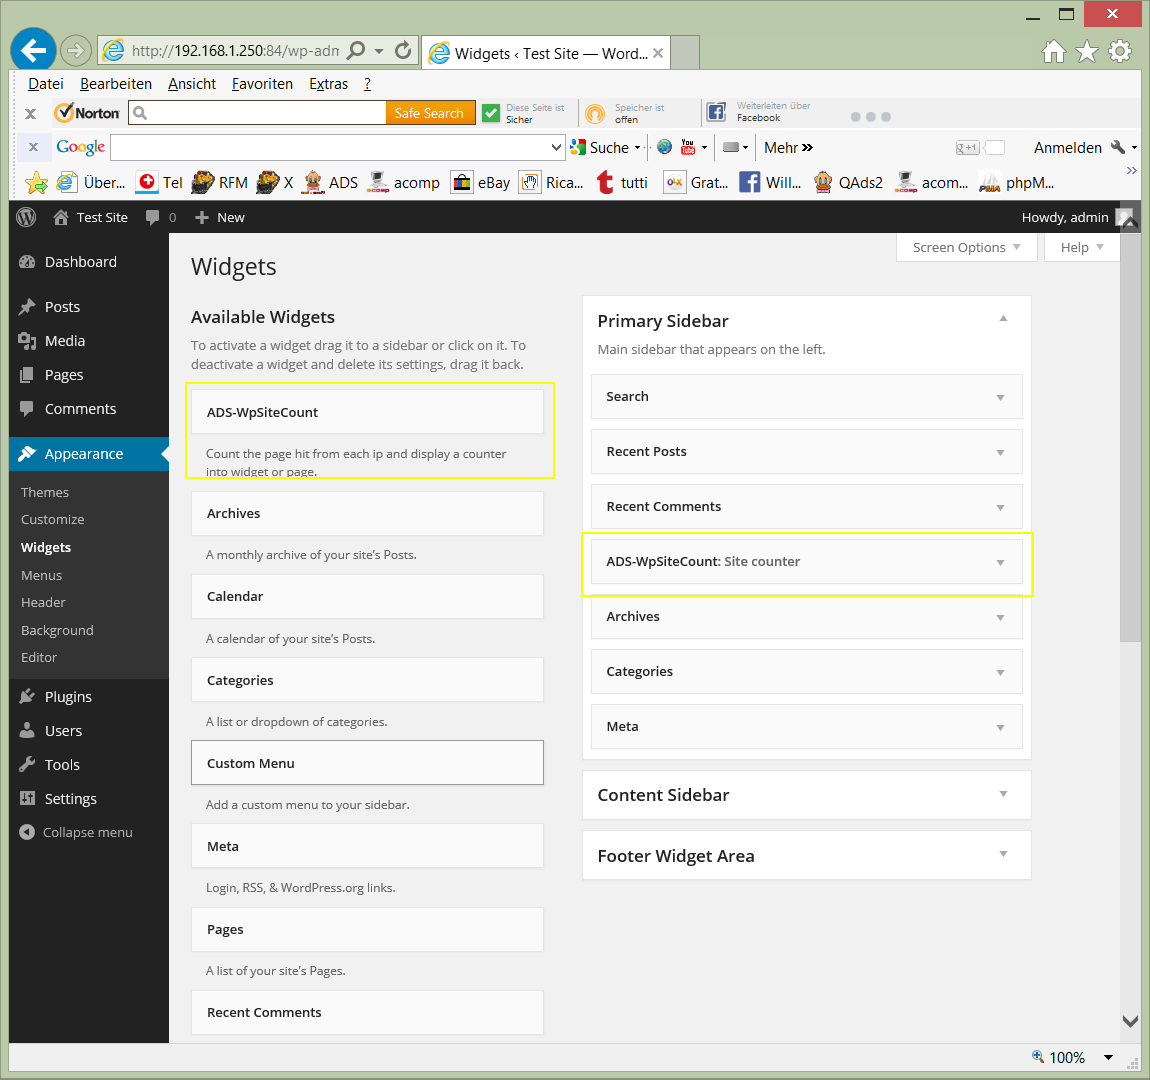 http://192.168.1.250:84/wp-adm
Widgets ‹ Test Site — Word...
Datei Bearbeiten Ansicht Favoriten Extras ?
Norton Safe Search Diese Seite ist Sicher Speicher ist offen Weiterleiten über Facebook
Google Suche You Tube Mehr g +1 Anmelden
Über... Tel RFM X ADS acomp eBay Rica... tutti Grat... Will... QAds2 acom... phpM...
Test Site 0 New Howdy, admin
Screen Options Help
Dashboard
Posts
Media
Pages
Comments
Appearance
Themes
Customize
Widgets
Menus
Header
Background
Editor
Plugins
Users
Tools
Settings
Collapse menu
Widgets
Available Widgets
To activate a widget drag it to a sidebar or click on it. To
deactivate a widget and delete its settings, drag it back.
ADS-WpSiteCount
Count the page hit from each ip and display a counter
into widget or page.
Archives
A monthly archive of your site’s Posts.
Calendar
A calendar of your site’s Posts.
Categories
A list or dropdown of categories.
Custom Menu
Add a custom menu to your sidebar.
Meta
Login, RSS, & WordPress.org links.
Pages
A list of your site’s Pages.
Recent Comments
Primary Sidebar
Main sidebar that appears on the left.
Search
Recent Posts
Recent Comments
ADS-WpSiteCount: Site counter
Archives
Categories
Meta
Content Sidebar
Footer Widget Area
100%